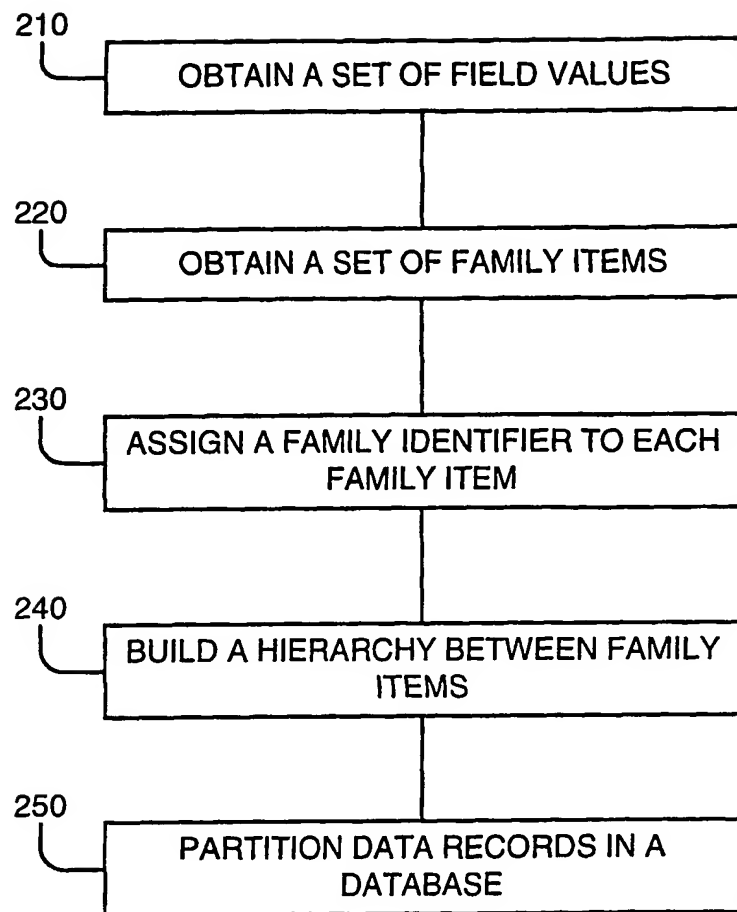 210
OBTAIN A SET OF FIELD VALUES
220
OBTAIN A SET OF FAMILY ITEMS
230
ASSIGN A FAMILY IDENTIFIER TO EACH
FAMILY ITEM
240
BUILD A HIERARCHY BETWEEN FAMILY
ITEMS
250
PARTITION DATA RECORDS IN A
DATABASE